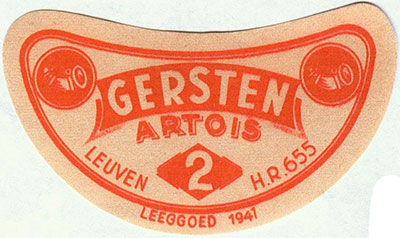 GERSTEN
ARTOIS
LEUVEN 2 H.R.655
LEEGGOED 1941